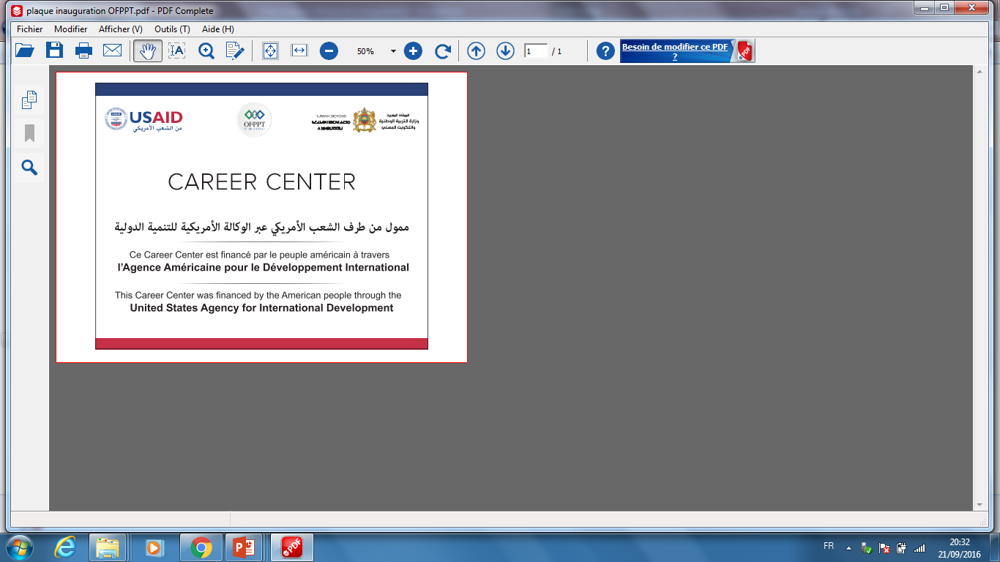 plaque inauguration OFPPT.pdf - PDF Complete
Fichier Modifier Afficher (V) Outils (T) Aide (H)
50% 1 / 1 Besoin de modifier ce PDF
?
USAID
من الشعب الأمريكي
OFPPT
المملكة المغربية
وزارة التربية الوطنية
والتكوين المهني
CAREER CENTER
ممول من طرف الشعب الأمريكي عبر الوكالة الأمريكية للتنمية الدولية
Ce Career Center est financé par le peuple américain à travers
l'Agence Américaine pour le Développement International
This Career Center was financed by the American people through the
United States Agency for International Development
FR
20:32
21/09/2016